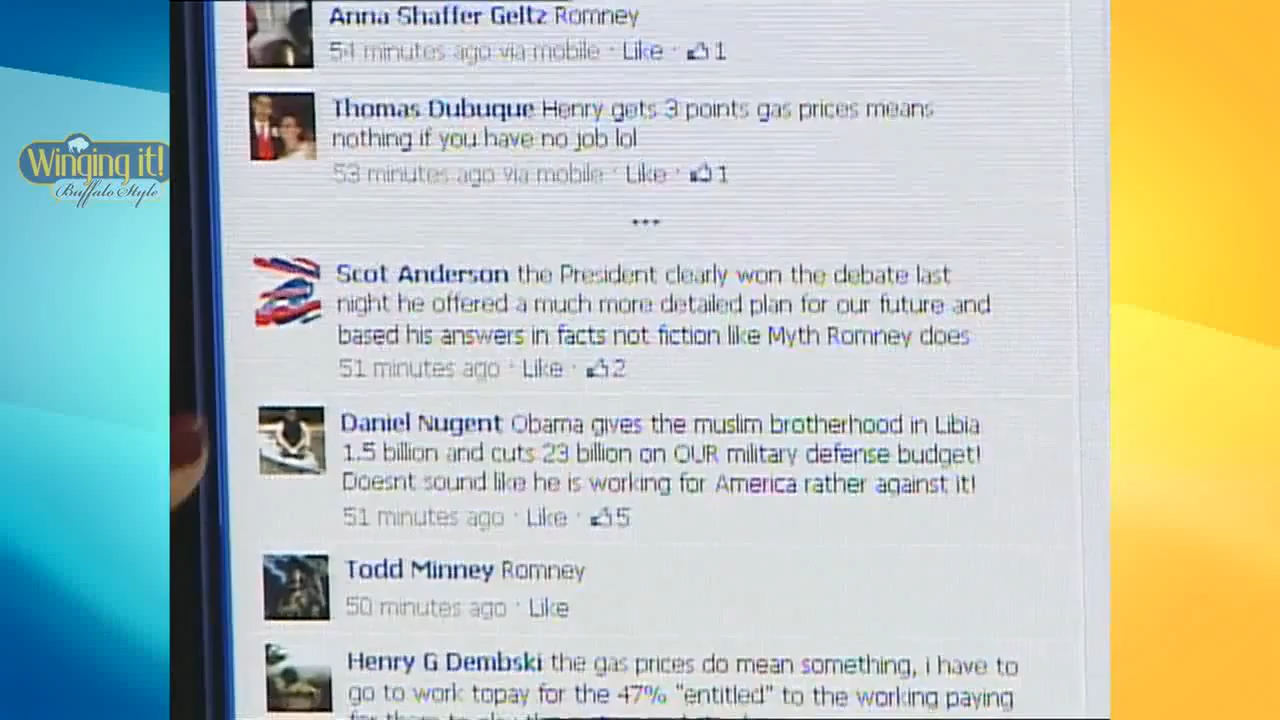 Anna Shaffer Geltz Romney
54 minutes ago via mobile · Like · 1
Winging it!
Buffalo Style
Thomas Dubuque Henry gets 3 points gas prices means
nothing if you have no job lol
53 minutes ago via mobile · Like · 1
•••
Scot Anderson the President clearly won the debate last
night he offered a much more detailed plan for our future and
based his answers in facts not fiction like Myth Romney does
51 minutes ago · Like · 2
Daniel Nugent Obama gives the muslim brotherhood in Libia
1.5 billion and cuts 23 billion on OUR military defense budget!
Doesnt sound like he is working for America rather against it!
51 minutes ago · Like · 5
Todd Minney Romney
50 minutes ago · Like
Henry G Dembski the gas prices do mean something, i have to
go to work topay for the 47% "entitled" to the working paying
for them to